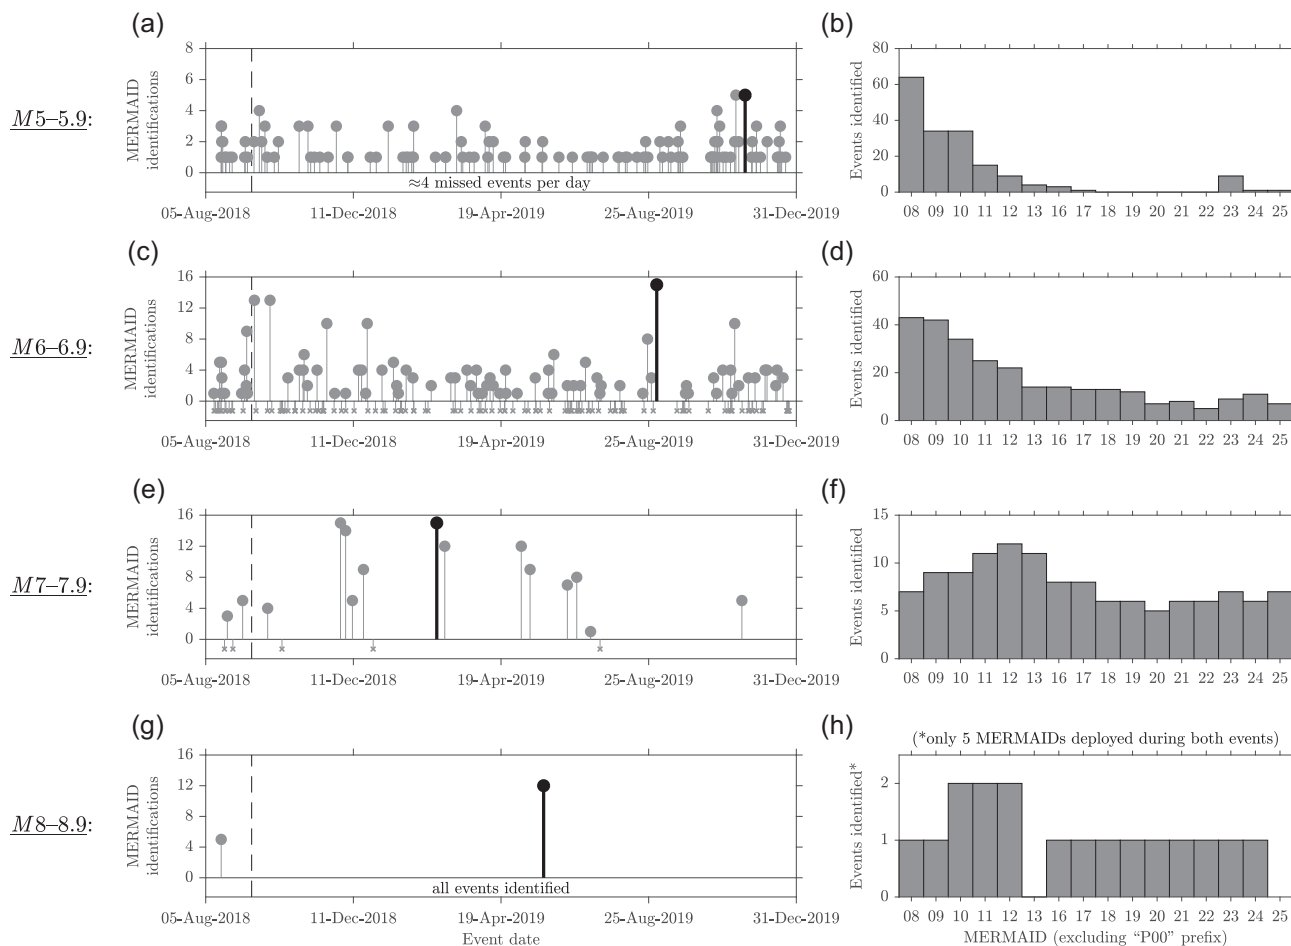 (a)
(b)
M5–5.9:
MERMAID
identifications
8
6
4
2
0
≈4 missed events per day
05-Aug-2018 11-Dec-2018 19-Apr-2019 25-Aug-2019 31-Dec-2019
Events identified
80
60
40
20
0
08 09 10 11 12 13 16 17 18 19 20 21 22 23 24 25
(c)
(d)
M6–6.9:
MERMAID
identifications
16
12
8
4
0
05-Aug-2018 11-Dec-2018 19-Apr-2019 25-Aug-2019 31-Dec-2019
Events identified
60
40
20
0
08 09 10 11 12 13 16 17 18 19 20 21 22 23 24 25
(e)
(f)
M7–7.9:
MERMAID
identifications
16
12
8
4
0
05-Aug-2018 11-Dec-2018 19-Apr-2019 25-Aug-2019 31-Dec-2019
Events identified
15
10
5
0
08 09 10 11 12 13 16 17 18 19 20 21 22 23 24 25
(g)
(h)
(*only 5 MERMAIDs deployed during both events)
M8–8.9:
MERMAID
identifications
16
12
8
4
0
all events identified
05-Aug-2018 11-Dec-2018 19-Apr-2019 25-Aug-2019 31-Dec-2019
Event date
Events identified*
2
1
0
08 09 10 11 12 13 16 17 18 19 20 21 22 23 24 25
MERMAID (excluding “P00” prefix)